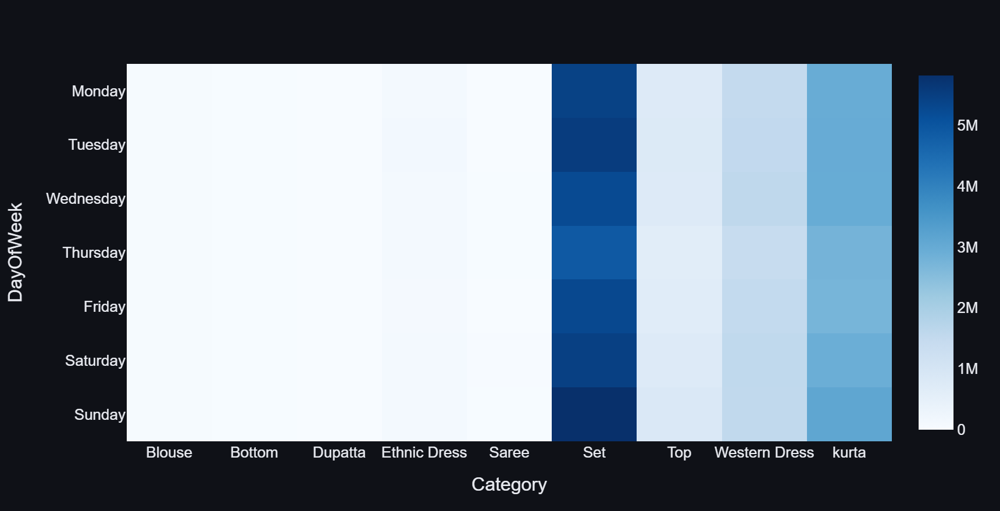 Monday
Tuesday
Wednesday
Thursday
Friday
Saturday
Sunday
DayOfWeek
Blouse Bottom Dupatta Ethnic Dress Saree Set Top Western Dress kurta
Category
5M
4M
3M
2M
1M
0